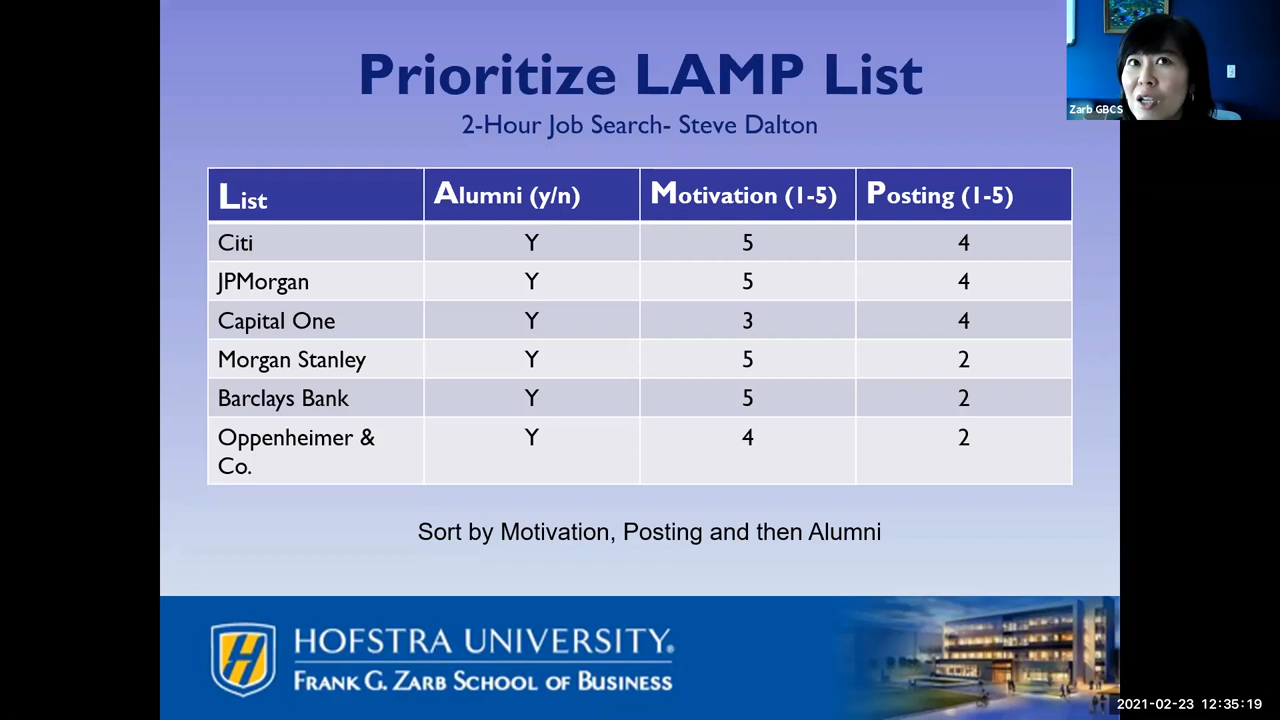 Prioritize LAMP List
2-Hour Job Search- Steve Dalton
List Alumni (y/n) Motivation (1-5) Posting (1-5)
Citi Y 5 4
JPMorgan Y 5 4
Capital One Y 3 4
Morgan Stanley Y 5 2
Barclays Bank Y 5 2
Oppenheimer & Y 4 2
Co.
Sort by Motivation, Posting and then Alumni
HOFSTRA UNIVERSITY®
FRANK G. ZARB SCHOOL OF BUSINESS
Zarb GBCS
2021-02-23 12:35:19